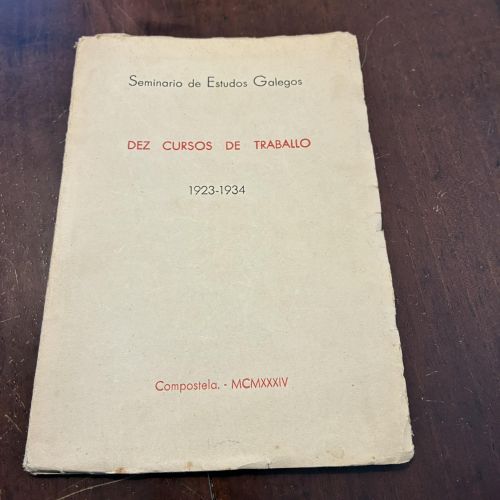 Seminario de Estudos Galegos
DEZ CURSOS DE TRABALLO
1923-1934
Compostela. - MCMXXXIV